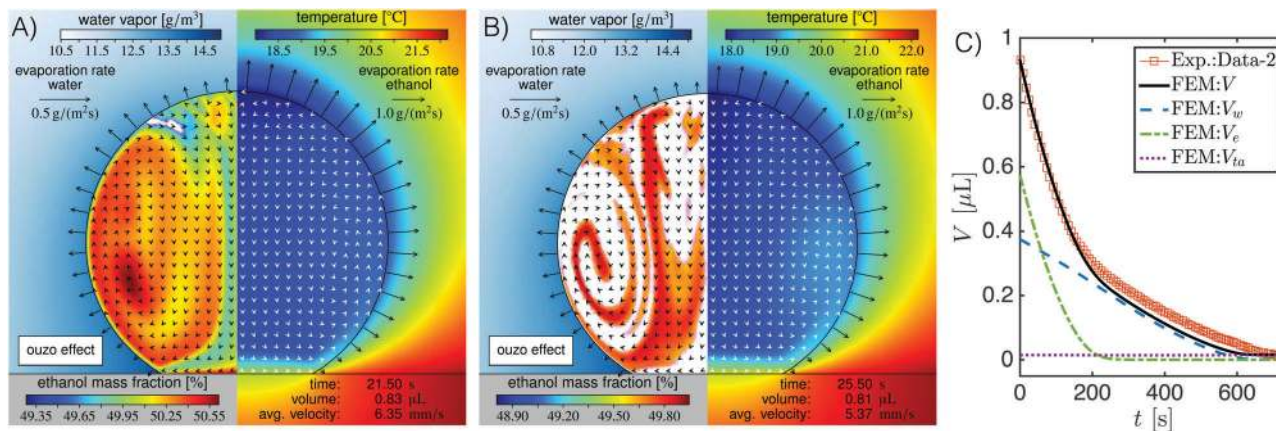 A)
water vapor [g/m³]
10.5 11.5 12.5 13.5 14.5
temperature [°C]
18.5 19.5 20.5 21.5
evaporation rate
water
0.5 g/(m²s)
evaporation rate
ethanol
1.0 g/(m²s)
ouzo effect
ethanol mass fraction [%]
49.35 49.65 49.95 50.25 50.55
time: 21.50 s
volume: 0.83 μL
avg. velocity: 6.35 mm/s
B)
water vapor [g/m³]
10.8 12.0 13.2 14.4
temperature [°C]
18.0 19.0 20.0 21.0 22.0
evaporation rate
water
0.5 g/(m²s)
evaporation rate
ethanol
1.0 g/(m²s)
ouzo effect
ethanol mass fraction [%]
48.90 49.20 49.50 49.80
time: 25.50 s
volume: 0.81 μL
avg. velocity: 5.37 mm/s
C)
Exp.:Data-2
FEM:V
FEM:V_w
FEM:V_e
FEM:V_ta
1
0.8
0.6
0.4
0.2
0
V [μL]
0 200 400 600
t [s]